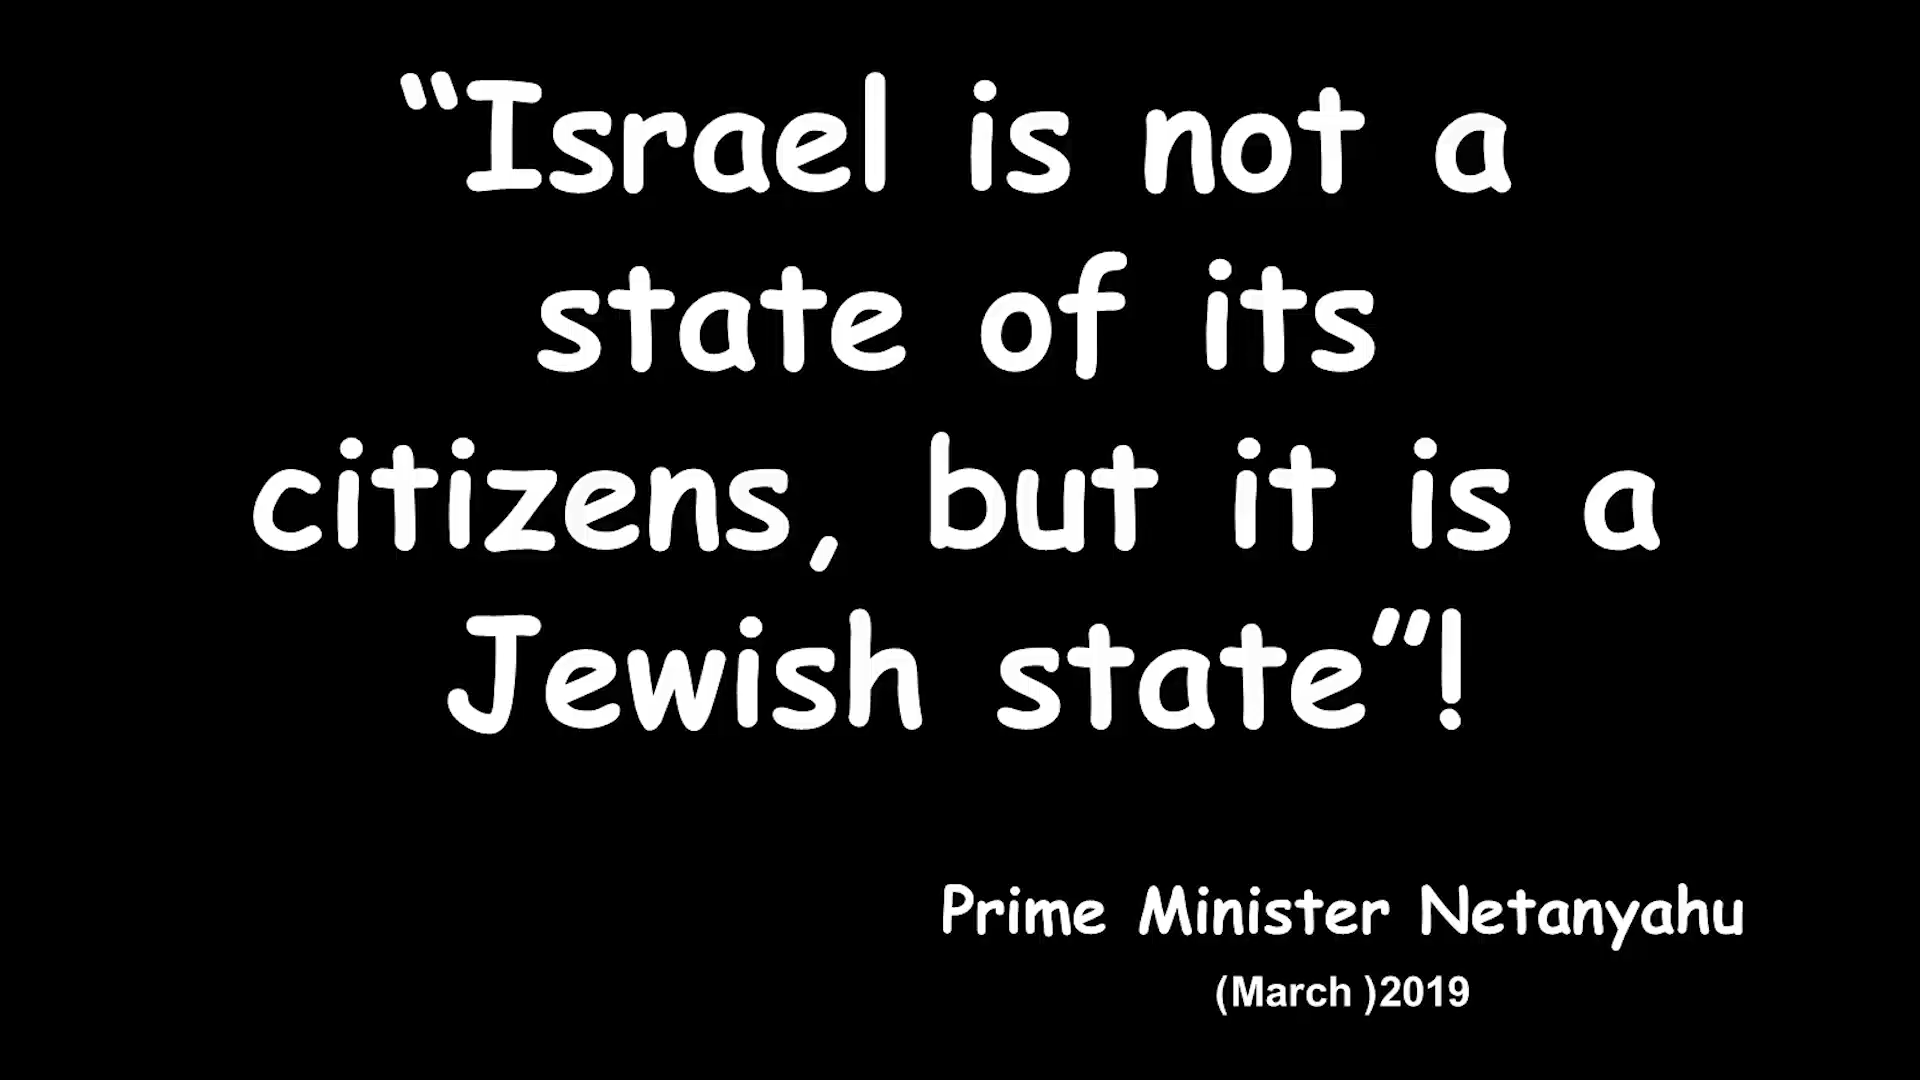 “Israel is not a
state of its
citizens, but it is a
Jewish state”!
Prime Minister Netanyahu
(March )2019